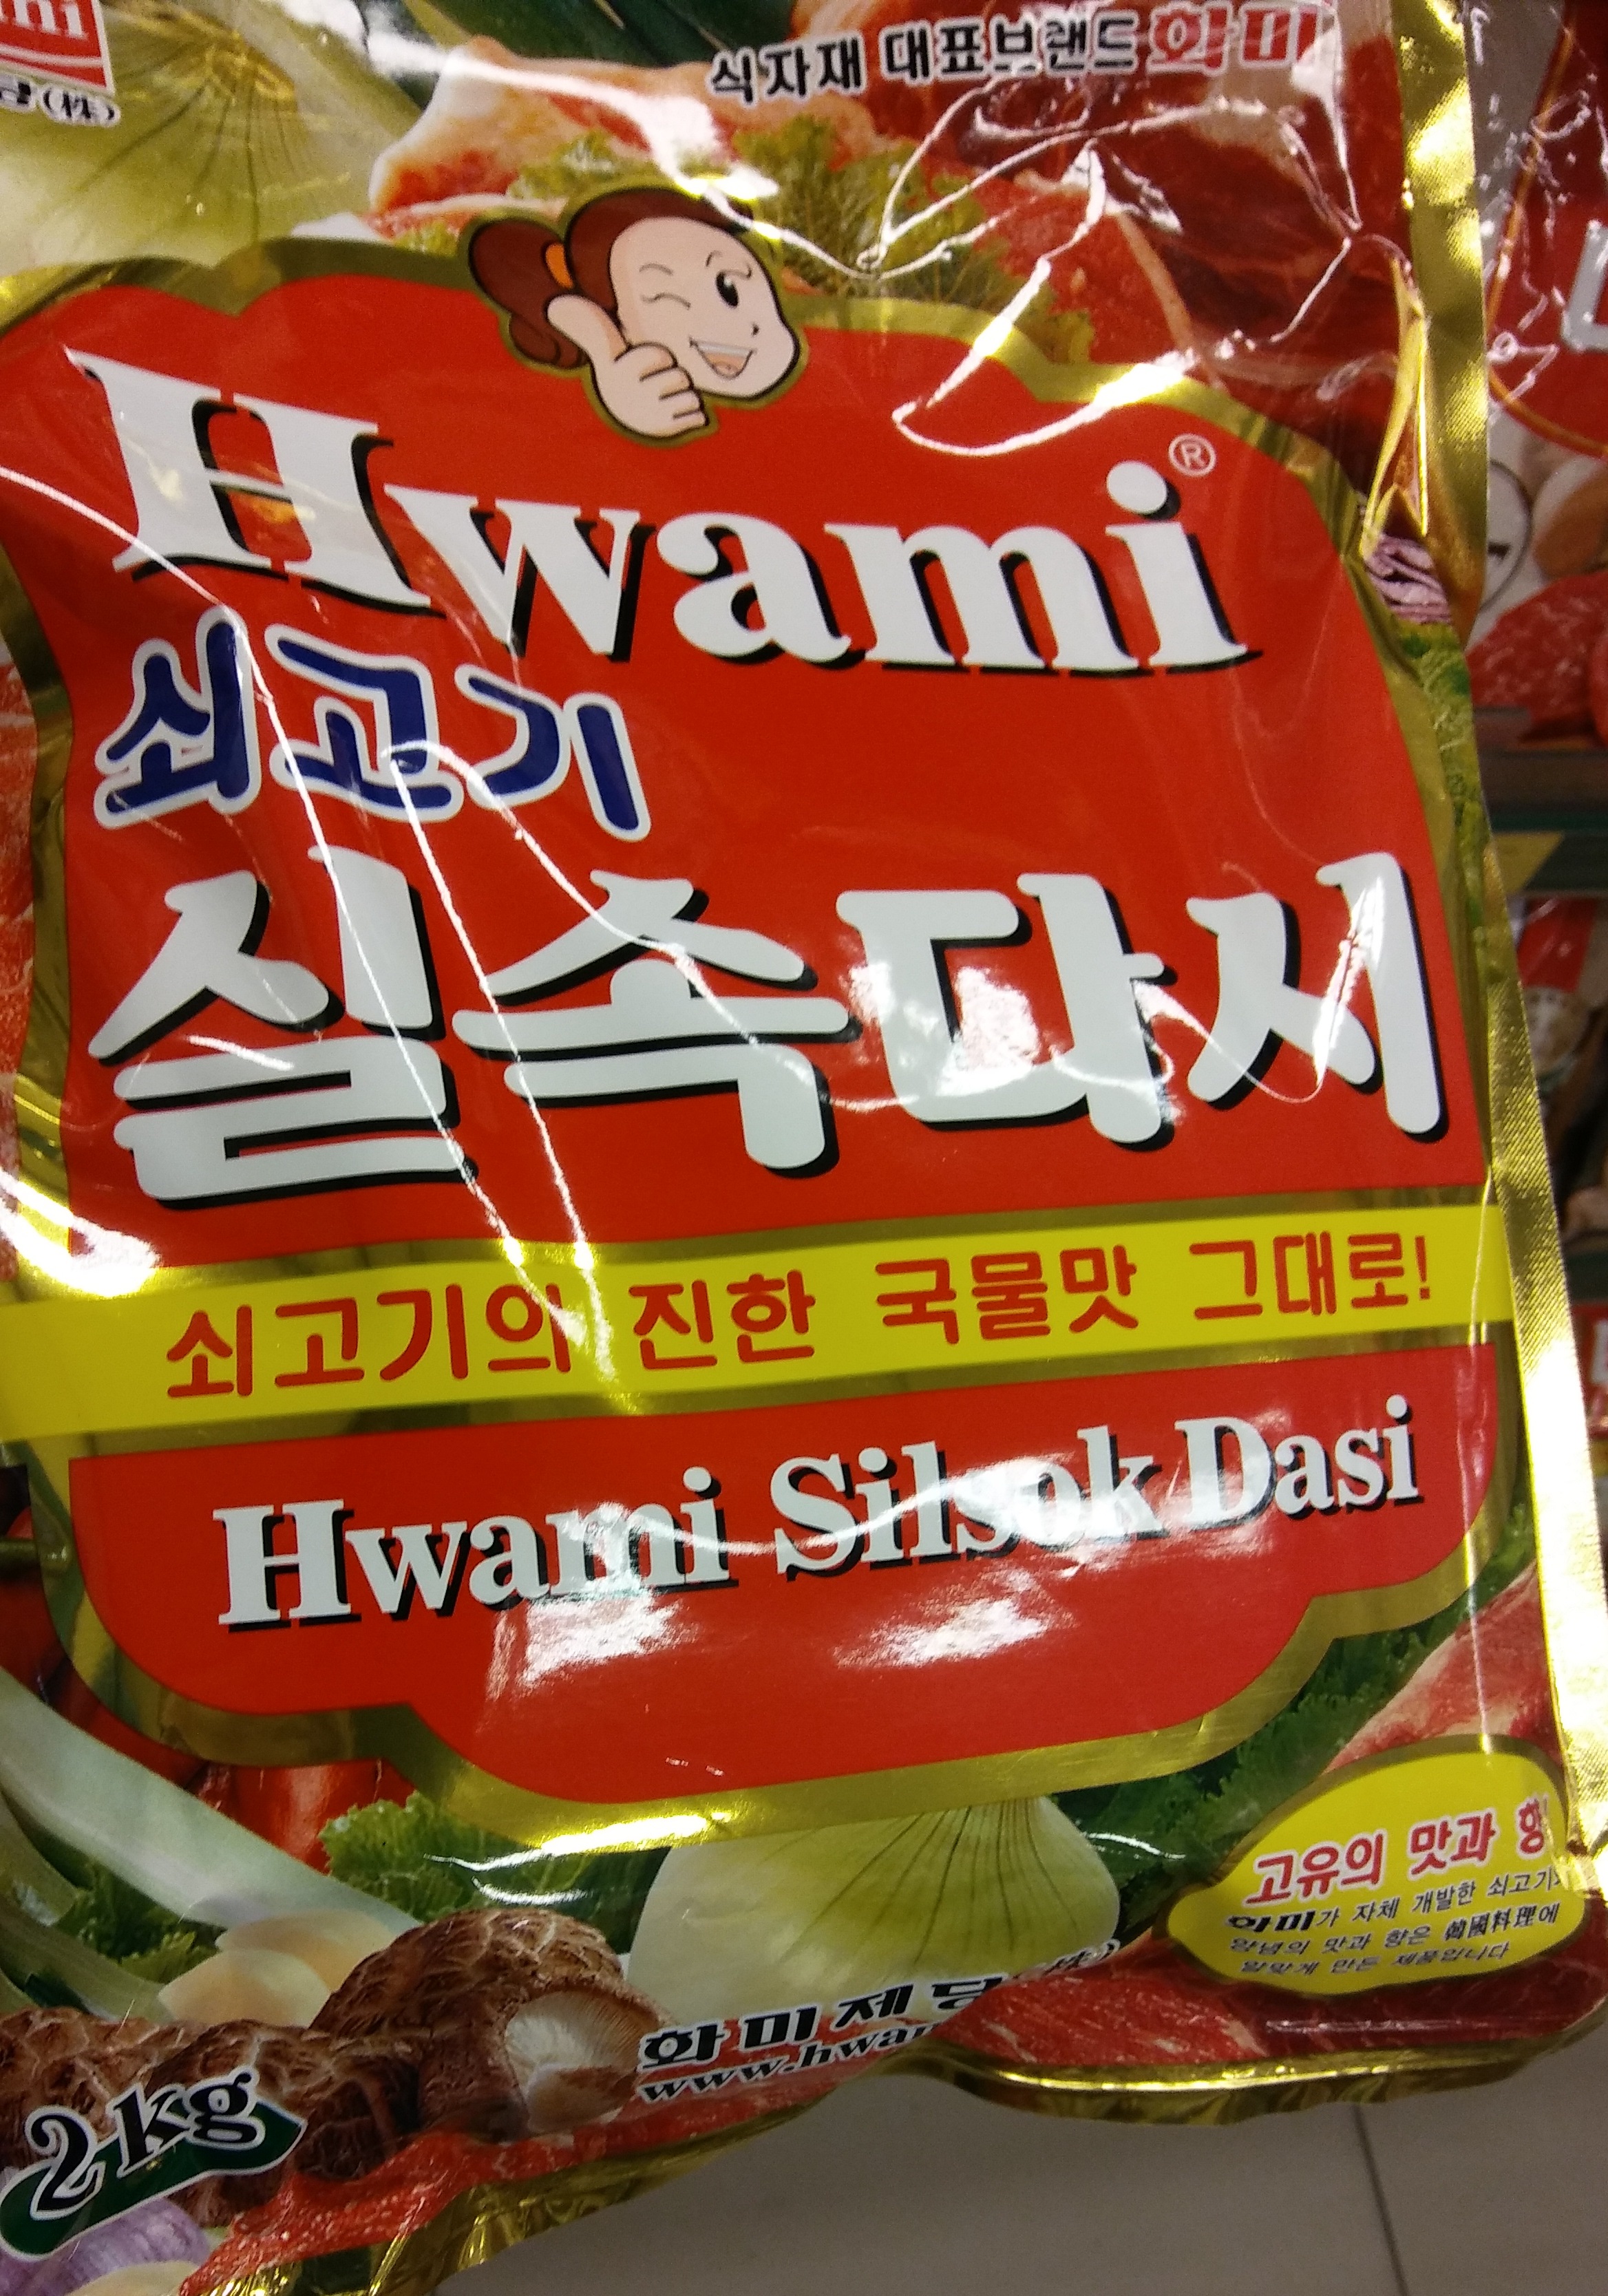 식자재 대표브랜드 화미
Hwami®
쇠고기
실속다시
쇠고기의 진한 국물맛 그대로!
Hwami Silsok Dasi
고유의 맛과 향
화미가 자체 개발한 쇠고기
양념의 맛과 향은 韓國料理에
알맞게 만든 제품입니다
화미제당(株)
2kg